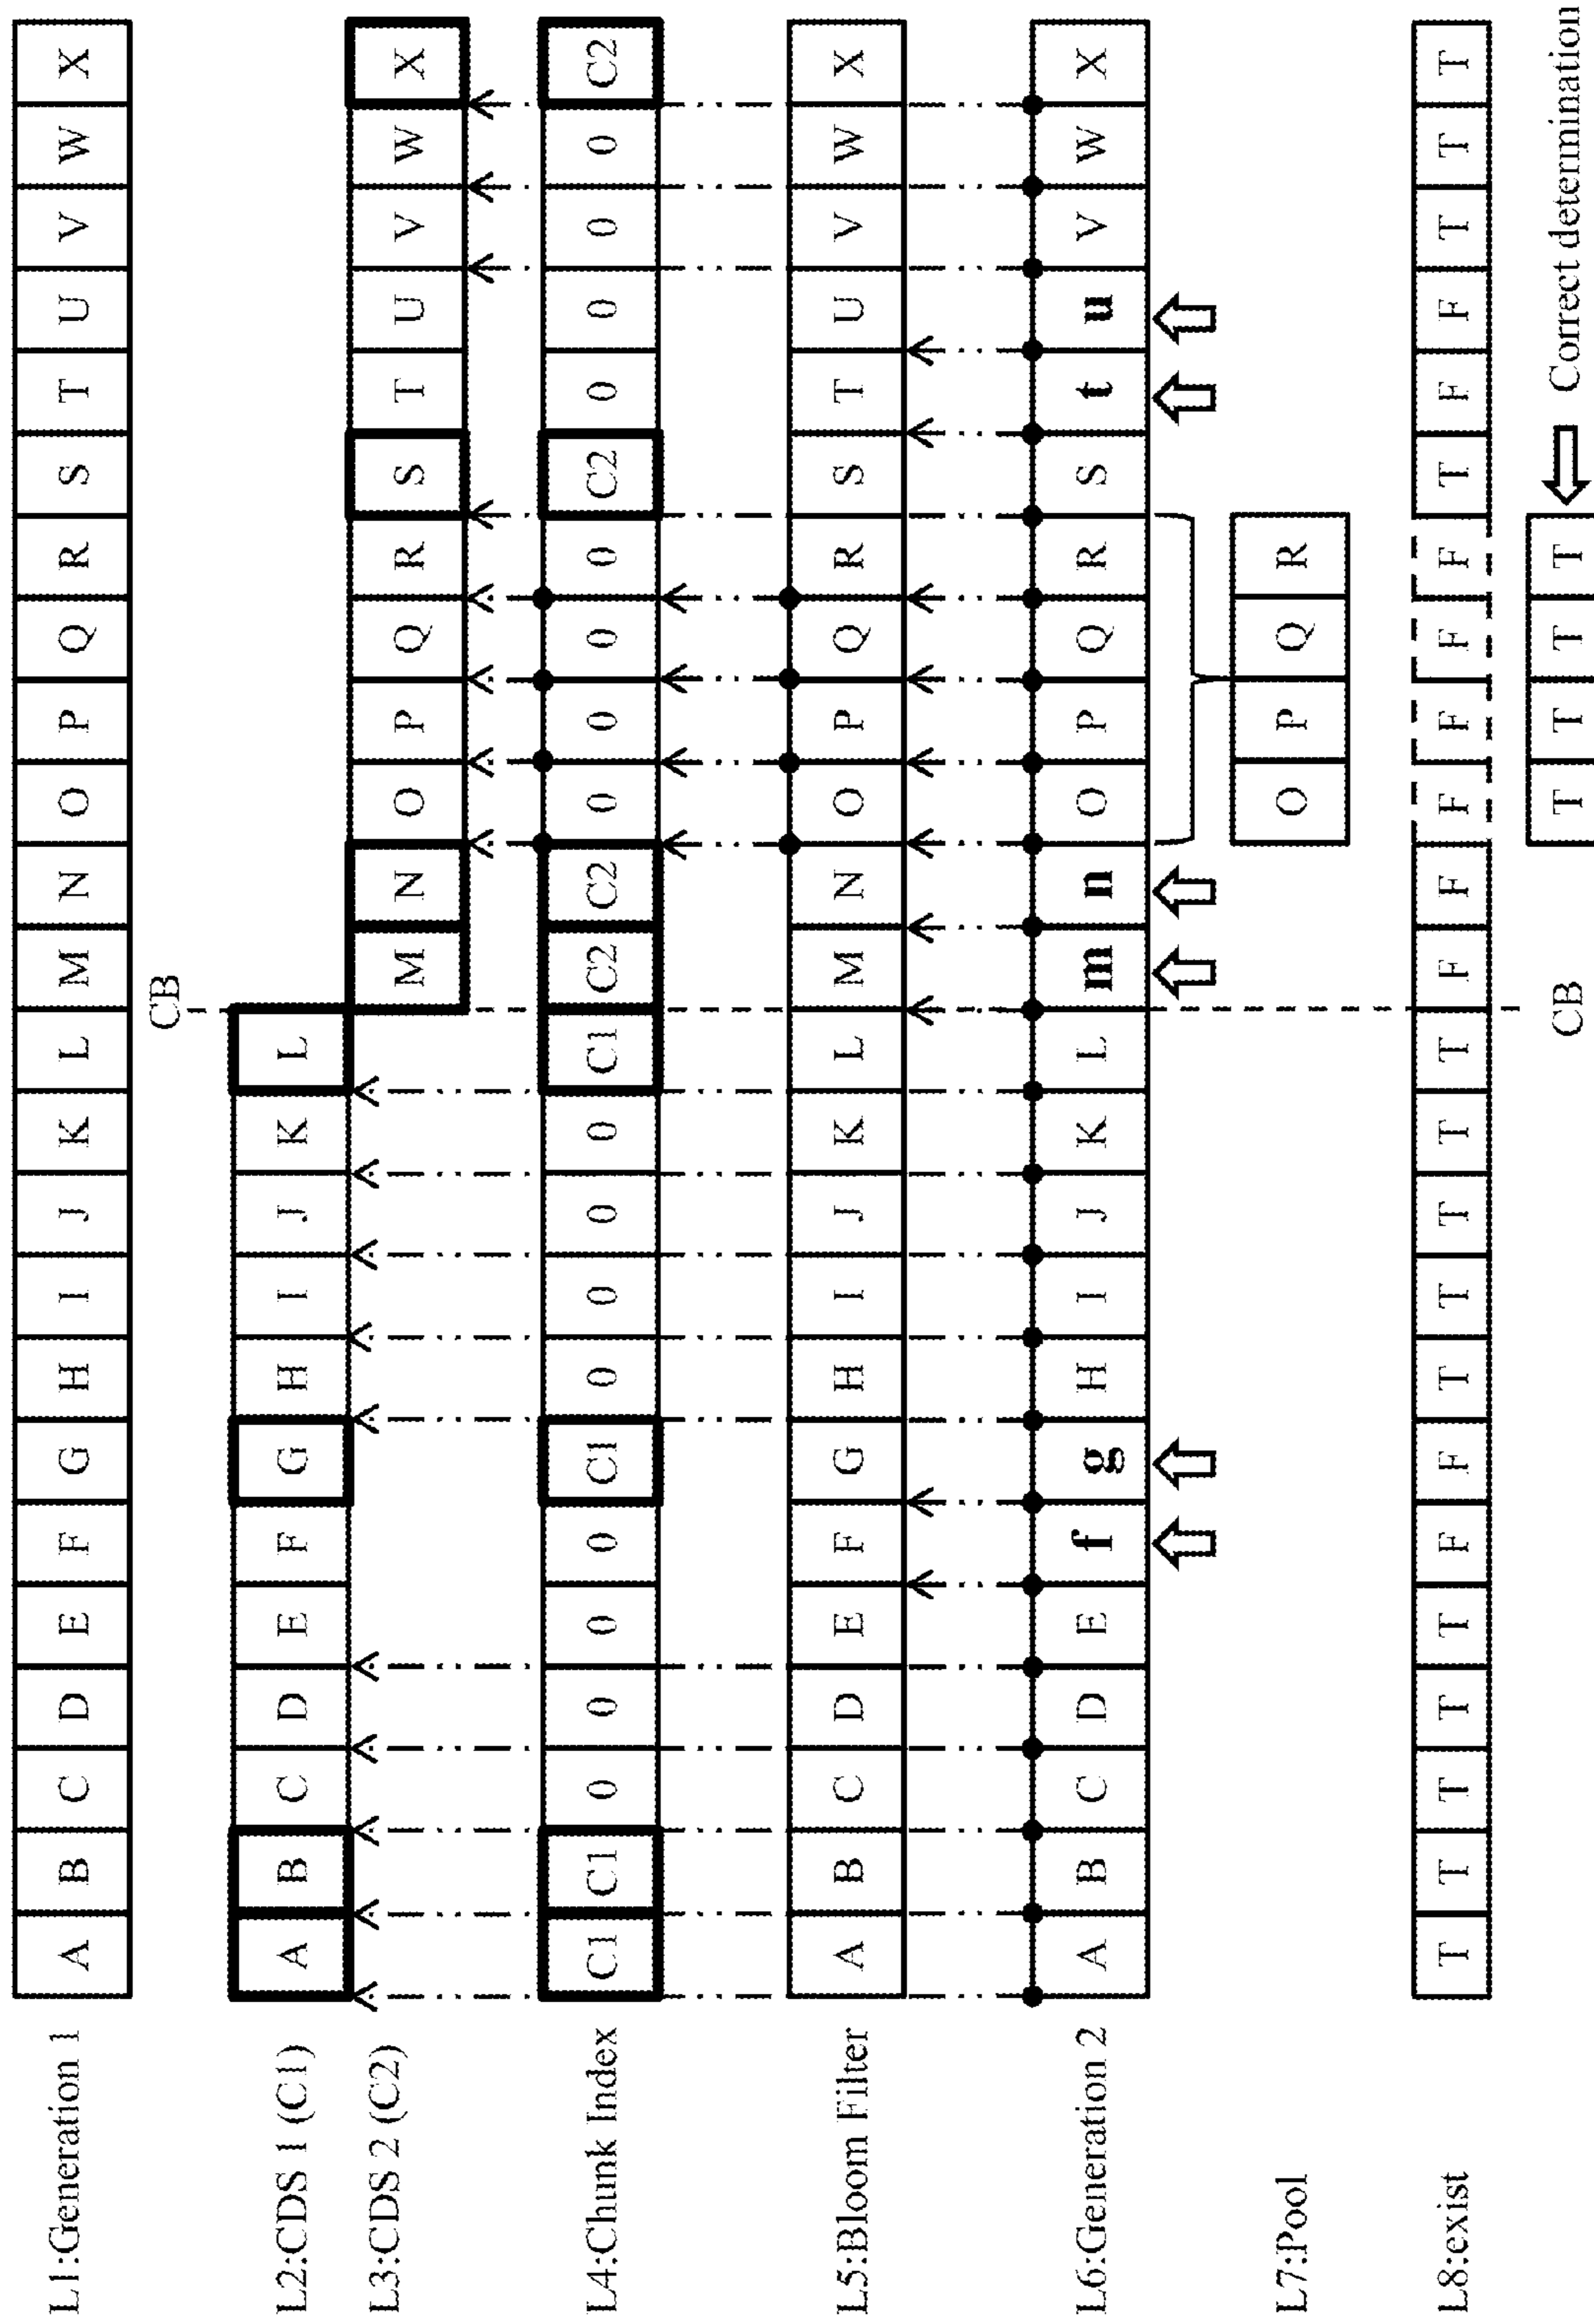 L1:Generation 1 A B C D E F G H I J K L M N O P Q R S T U V W X
CB
L2:CDS 1 (C1) A B C D E F G H I J K L
L3:CDS 2 (C2) M N O P Q R S T U V W X
L4:Chunk Index C1 C1 0 0 0 0 C1 0 0 0 0 C1 C2 C2 0 0 0 0 C2 0 0 0 0 C2
L5:Bloom Filter A B C D E F G H I J K L M N O P Q R S T U V W X
L6:Generation 2 A B C D E f g H I J K L m n O P Q R S t u V W X
L7:Pool O P Q R
L8:exist T T T T T F F T T T T T F F F F F F T F F T T T
CB T T T T Correct determination